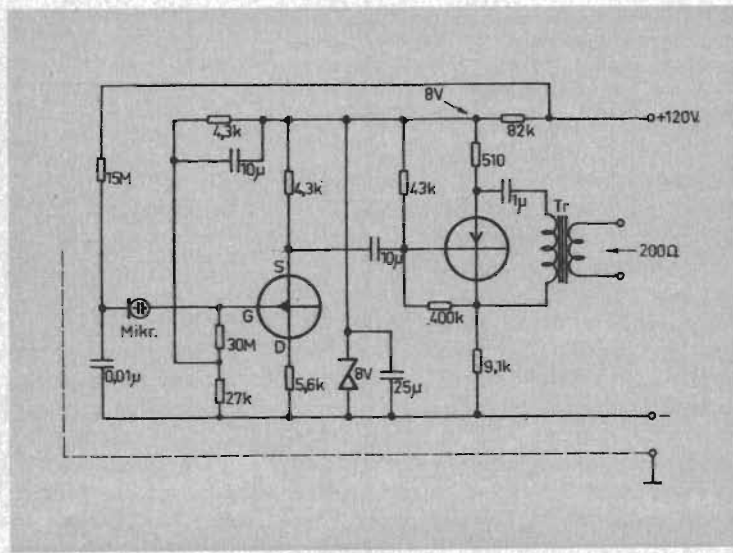 8V
+120V.
4,3k
82k
10µ
510
15M
4,3k
43k
1µ
Tr
10µ
200Ω
S
G
Mikr.
400k
30M
D
0,01µ
5,6k
8V
9,1k
27k
25µ
−